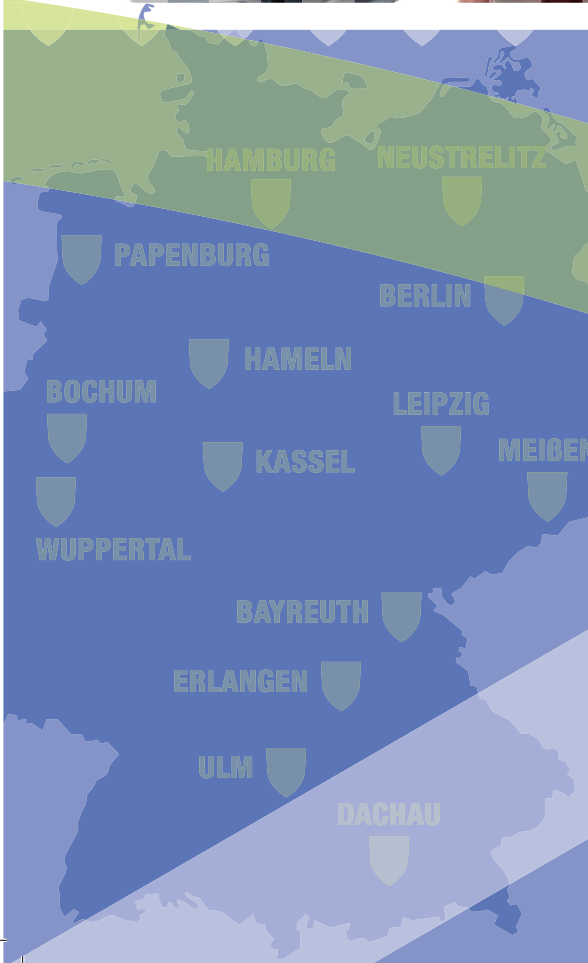 HAMBURG
NEUSTRELITZ
PAPENBURG
BERLIN
HAMELN
BOCHUM
LEIPZIG
KASSEL
MEIßEN
WUPPERTAL
BAYREUTH
ERLANGEN
ULM
DACHAU